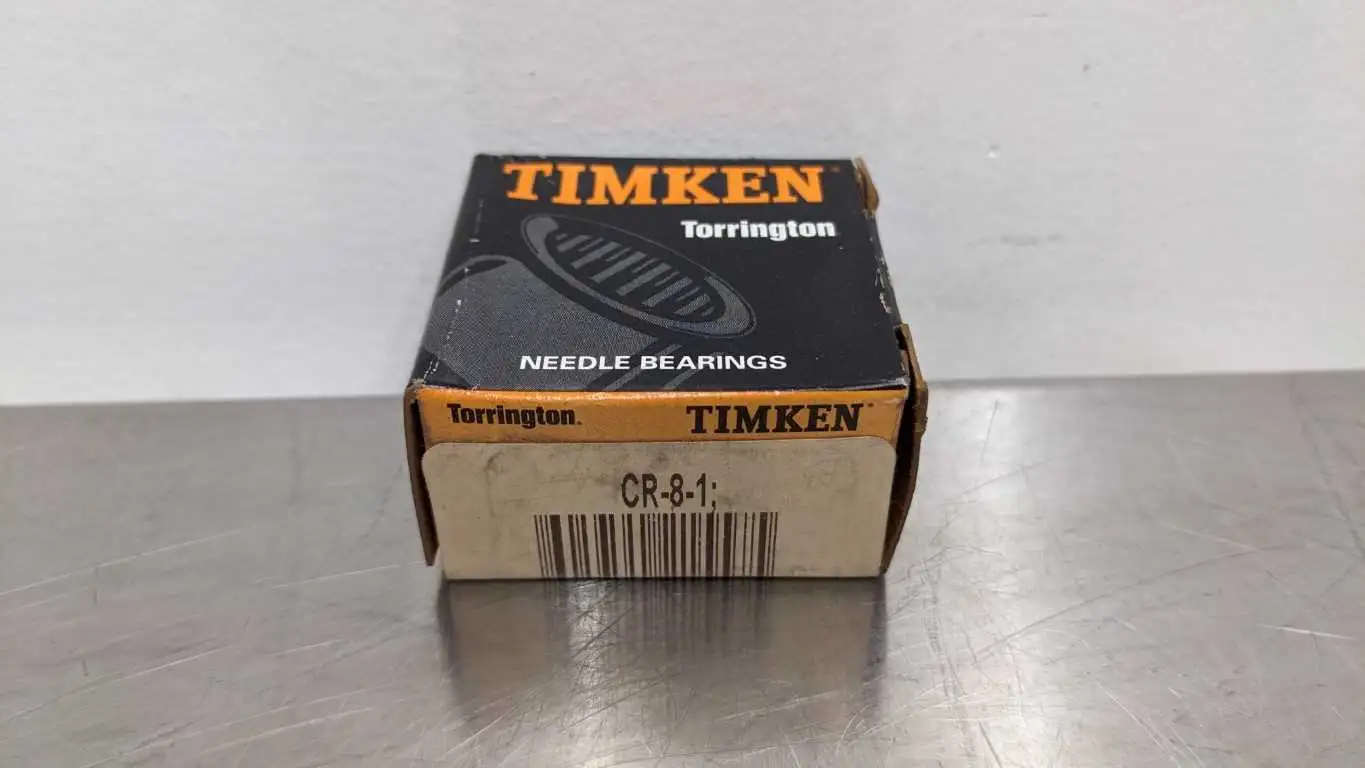 TIMKEN
Torrington
NEEDLE BEARINGS
Torrington. TIMKEN
CR-8-1;